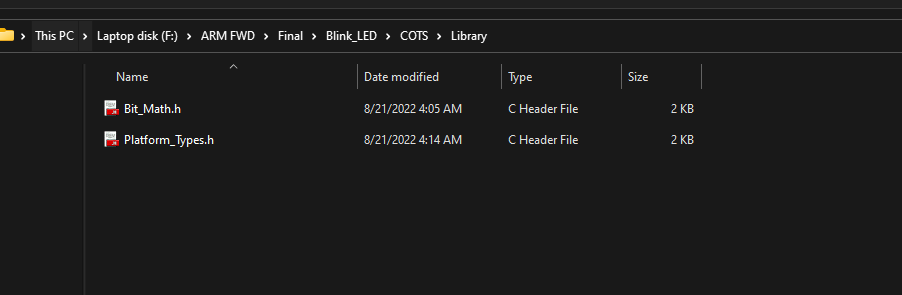 This PC > Laptop disk (F:) > ARM FWD > Final > Blink_LED > COTS > Library
Name Date modified Type Size
Bit_Math.h 8/21/2022 4:05 AM C Header File 2 KB
Platform_Types.h 8/21/2022 4:14 AM C Header File 2 KB